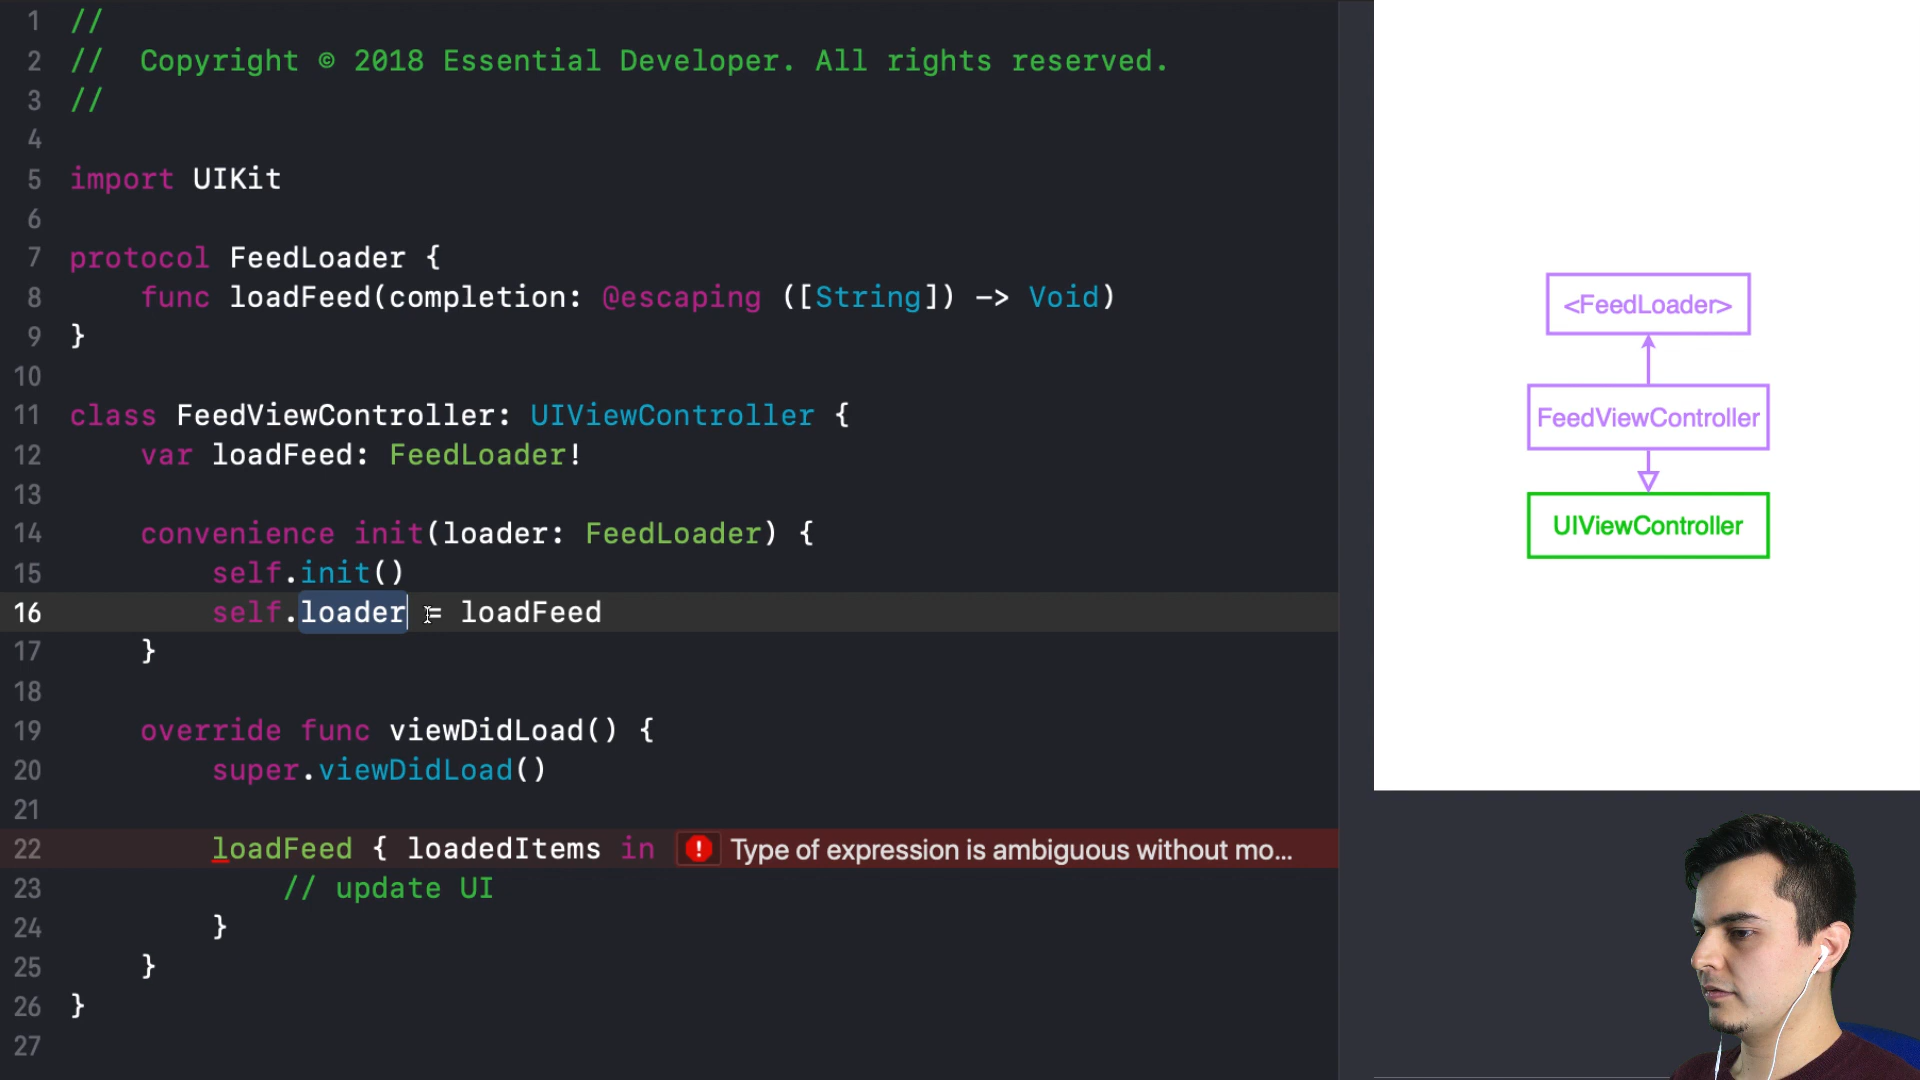 1 //
2 //  Copyright © 2018 Essential Developer. All rights reserved.
3 //
4
5 import UIKit
6
7 protocol FeedLoader {
8     func loadFeed(completion: @escaping ([String]) -> Void)
9 }
10
11 class FeedViewController: UIViewController {
12     var loadFeed: FeedLoader!
13
14     convenience init(loader: FeedLoader) {
15         self.init()
16         self.loader = loadFeed
17     }
18
19     override func viewDidLoad() {
20         super.viewDidLoad()
21
22         loadFeed { loadedItems in Type of expression is ambiguous without mo...
23             // update UI
24         }
25     }
26 }
27
<FeedLoader>
FeedViewController
UIViewController